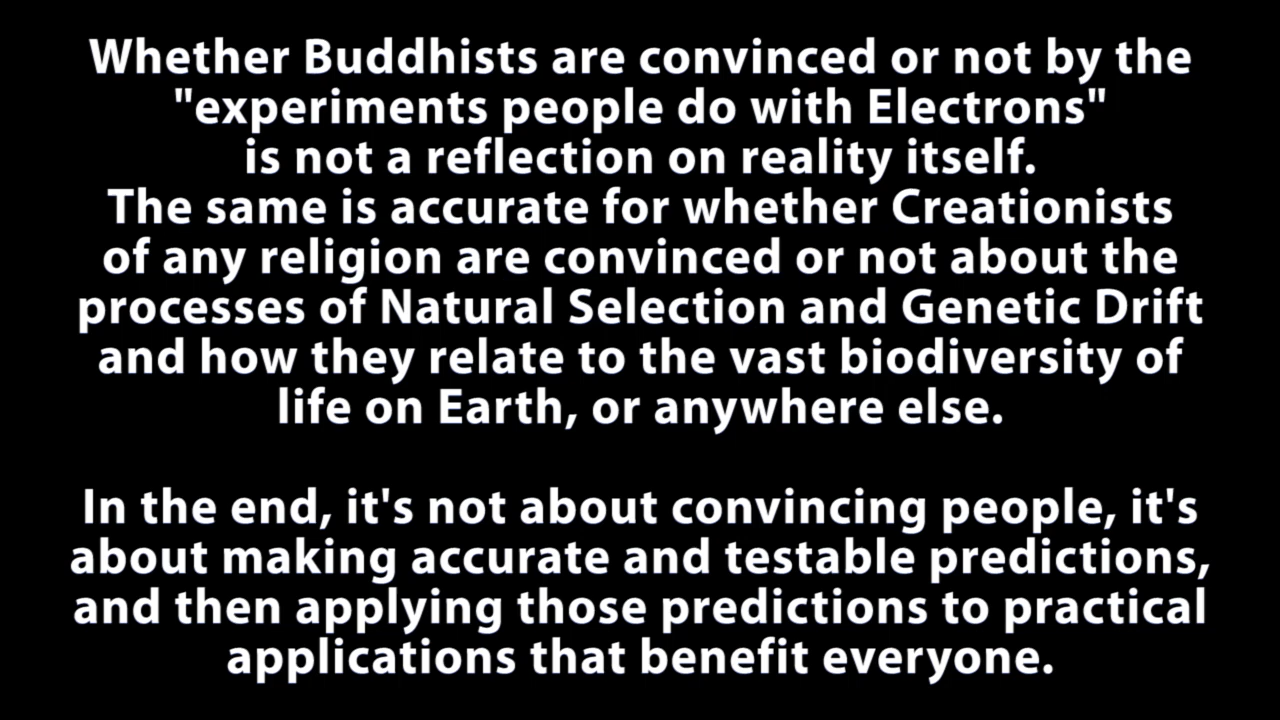 Whether Buddhists are convinced or not by the
"experiments people do with Electrons"
is not a reflection on reality itself.
The same is accurate for whether Creationists
of any religion are convinced or not about the
processes of Natural Selection and Genetic Drift
and how they relate to the vast biodiversity of
life on Earth, or anywhere else.
In the end, it's not about convincing people, it's
about making accurate and testable predictions,
and then applying those predictions to practical
applications that benefit everyone.